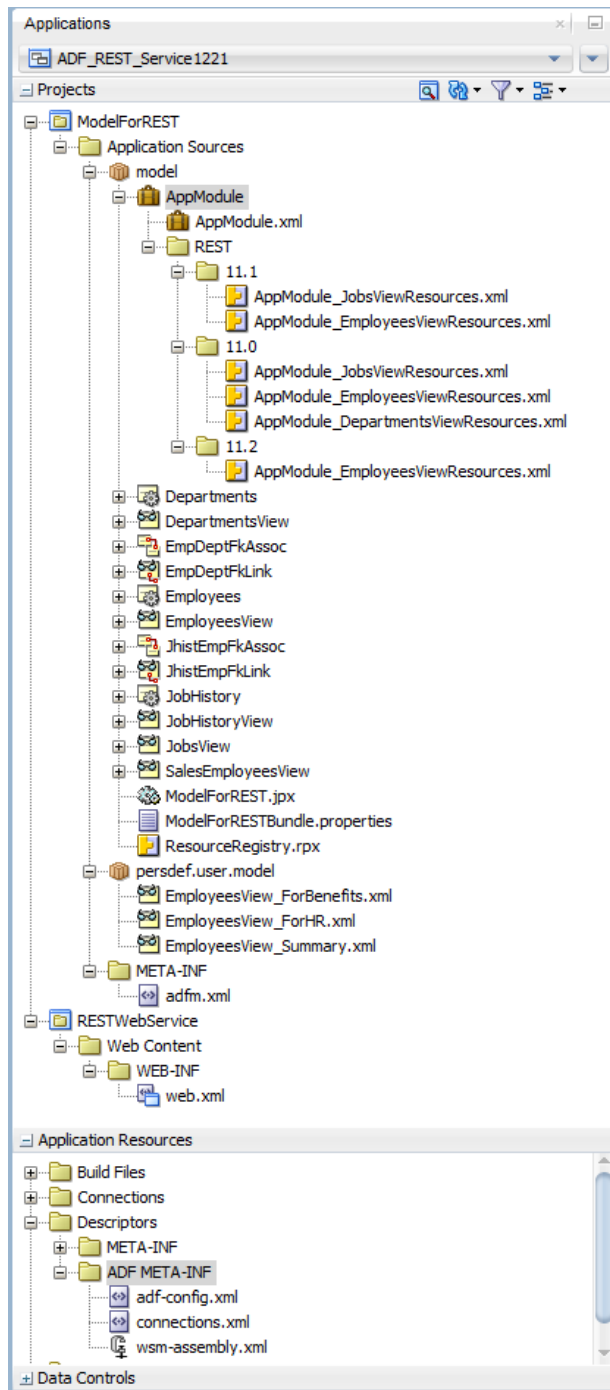 Applications
ADF_REST_Service1221
Projects
ModelForREST
Application Sources
model
AppModule
AppModule.xml
REST
11.1
AppModule_JobsViewResources.xml
AppModule_EmployeesViewResources.xml
11.0
AppModule_JobsViewResources.xml
AppModule_EmployeesViewResources.xml
AppModule_DepartmentsViewResources.xml
11.2
AppModule_EmployeesViewResources.xml
Departments
DepartmentsView
EmpDeptFkAssoc
EmpDeptFkLink
Employees
EmployeesView
JhistEmpFkAssoc
JhistEmpFkLink
JobHistory
JobHistoryView
JobsView
SalesEmployeesView
ModelForREST.jpx
ModelForRESTBundle.properties
ResourceRegistry.rpx
persdef.user.model
EmployeesView_ForBenefits.xml
EmployeesView_ForHR.xml
EmployeesView_Summary.xml
META-INF
adfm.xml
RESTWebService
Web Content
WEB-INF
web.xml
Application Resources
Build Files
Connections
Descriptors
META-INF
ADF META-INF
adf-config.xml
connections.xml
wsm-assembly.xml
Data Controls